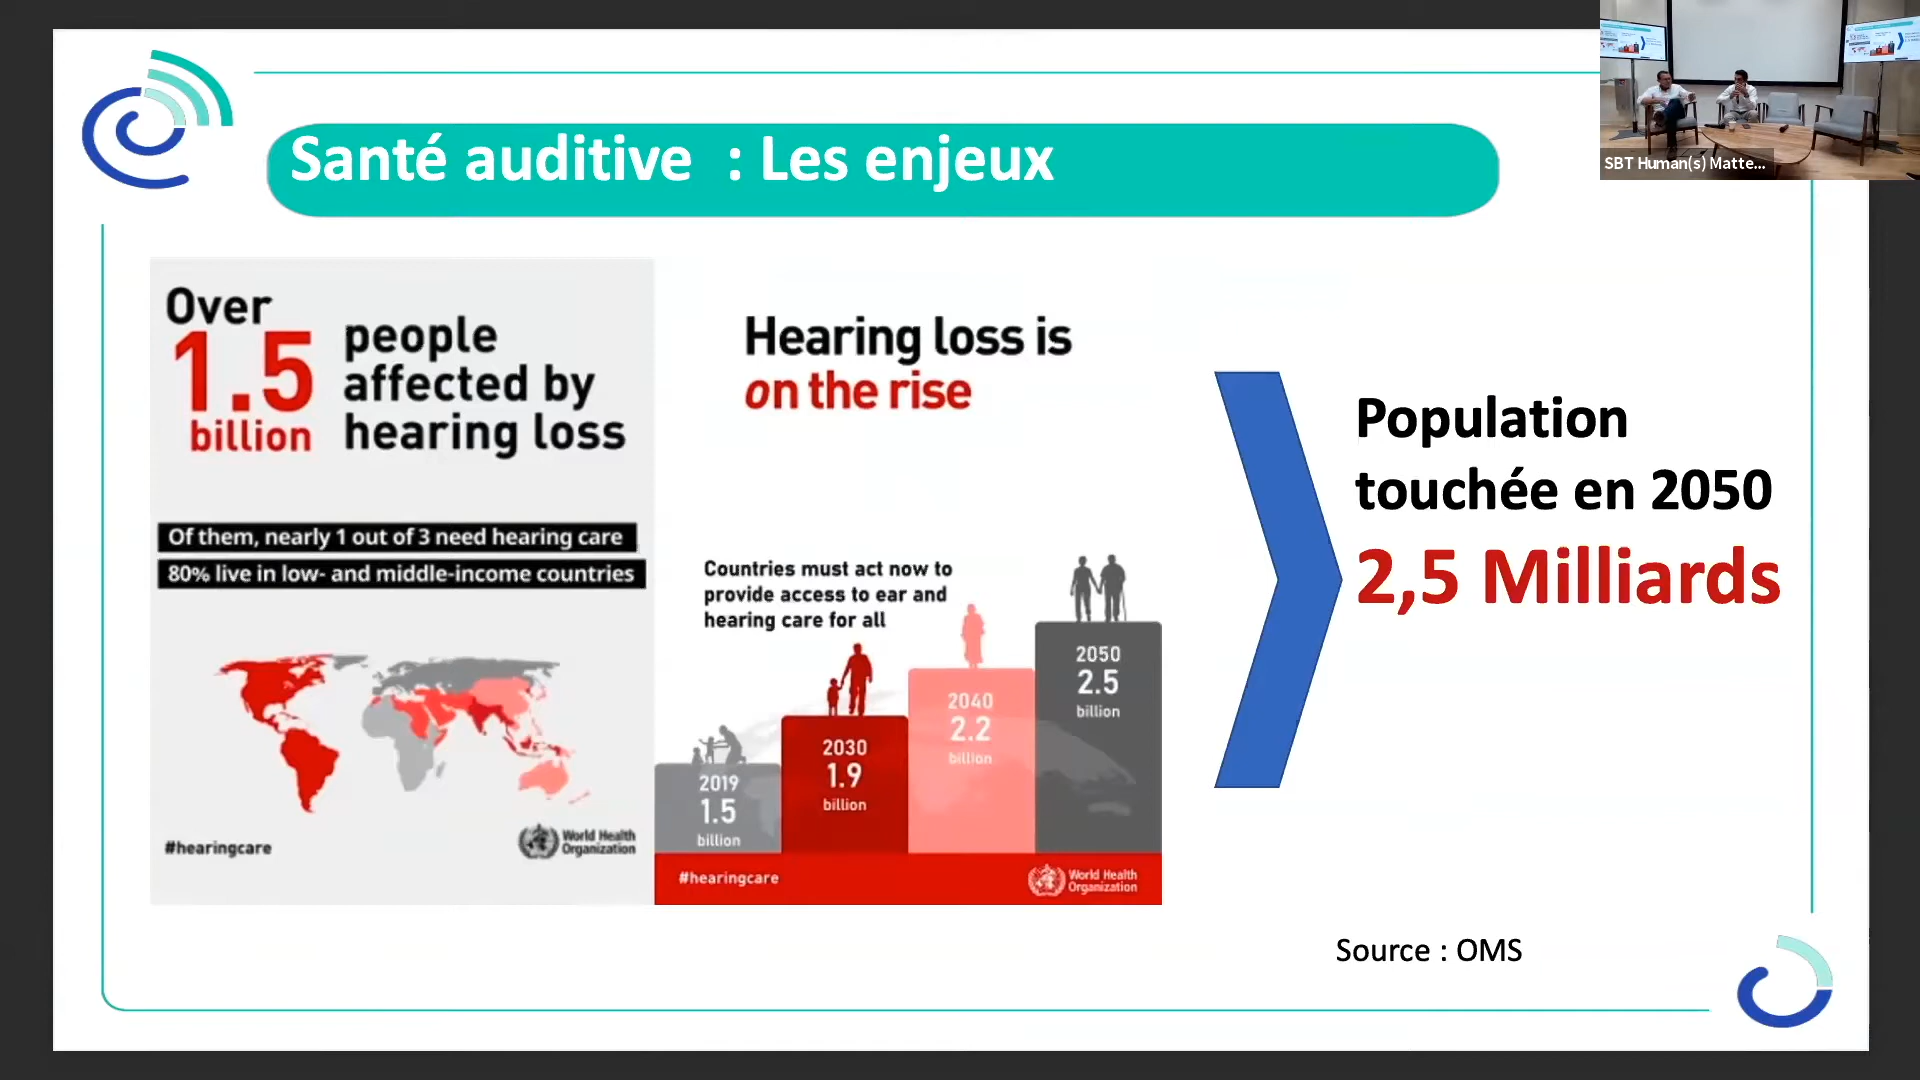 Santé auditive : Les enjeux
Over
1.5
billion
people
affected by
hearing loss
Of them, nearly 1 out of 3 need hearing care
80% live in low- and middle-income countries
#hearingcare
World Health
Organization
Hearing loss is
on the rise
Countries must act now to
provide access to ear and
hearing care for all
2019
1.5
billion
2030
1.9
billion
2040
2.2
billion
2050
2.5
billion
#hearingcare
World Health
Organization
Population
touchée en 2050
2,5 Milliards
Source : OMS
SBT Human(s) Matte...